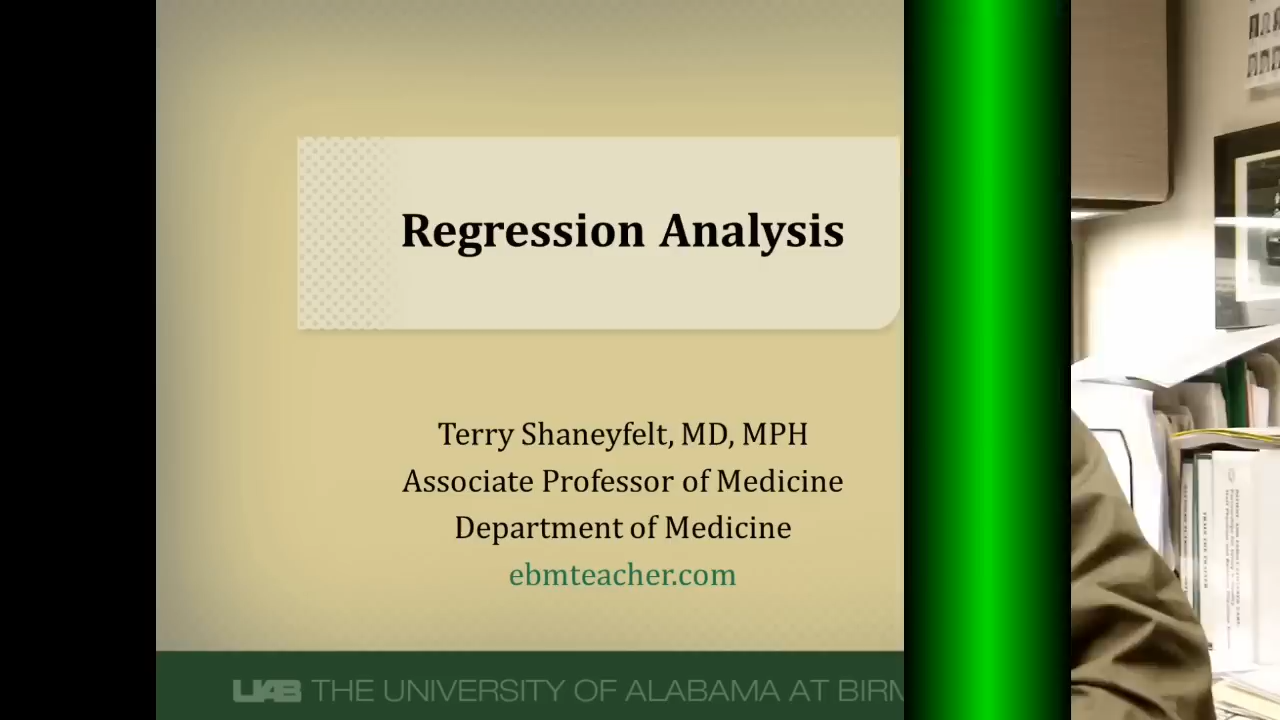 Regression Analysis
Terry Shaneyfelt, MD, MPH
Associate Professor of Medicine
Department of Medicine
ebmteacher.com
UAB THE UNIVERSITY OF ALABAMA AT BIRM